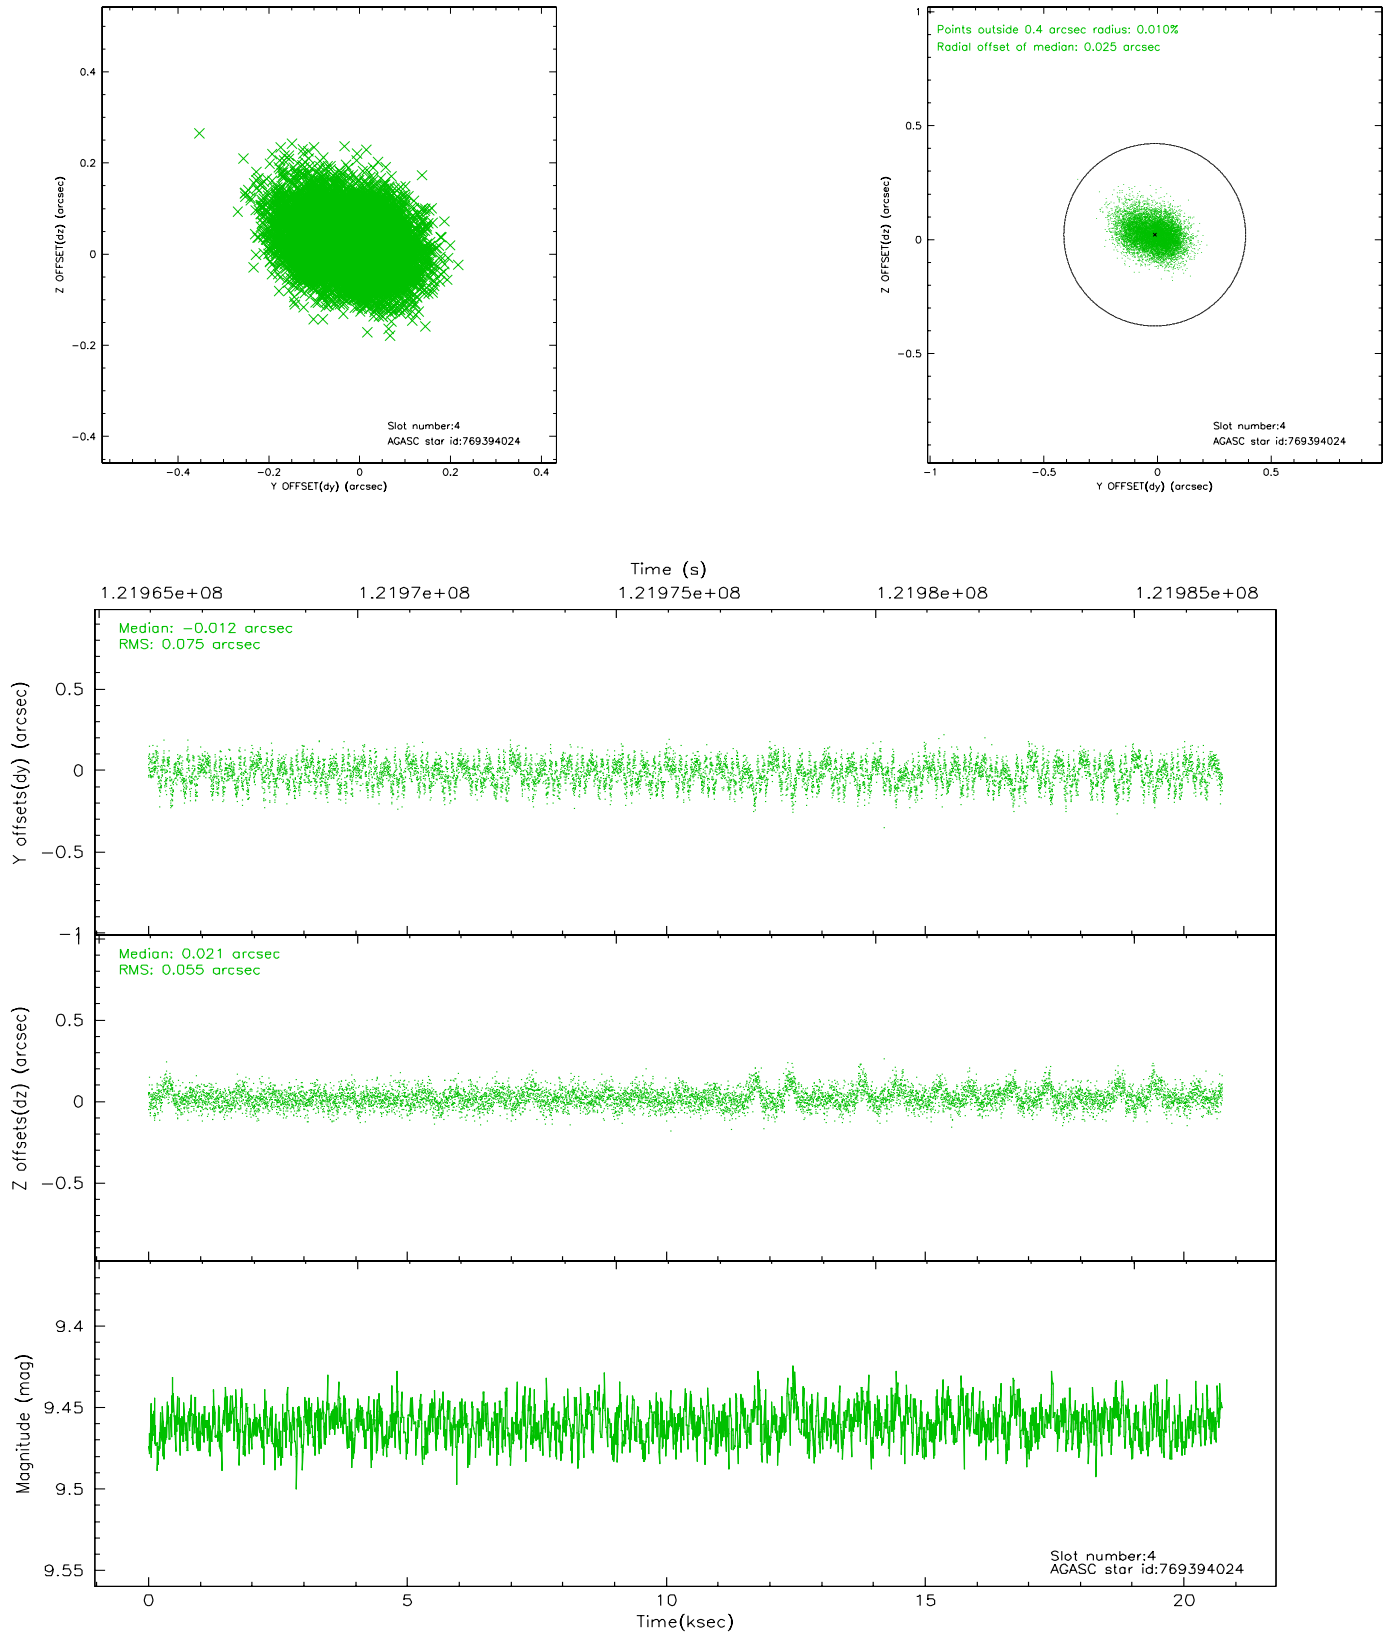 0.4
0.2
0
-0.2
-0.4
Z OFFSET(dz) (arcsec)
Slot number:4
AGASC star id:769394024
-0.4 -0.2 0 0.2 0.4
Y OFFSET(dy) (arcsec)
Points outside 0.4 arcsec radius: 0.010%
Radial offset of median: 0.025 arcsec
1
0.5
0
-0.5
Z OFFSET(dz) (arcsec)
Slot number:4
AGASC star id:769394024
-1 -0.5 0 0.5
Y OFFSET(dy) (arcsec)
Time (s)
1.21965e+08 1.2197e+08 1.21975e+08 1.2198e+08 1.21985e+08
Median: -0.012 arcsec
RMS: 0.075 arcsec
0.5
0
-0.5
-1
Y offsets(dy) (arcsec)
Median: 0.021 arcsec
RMS: 0.055 arcsec
1
0.5
0
-0.5
Z offsets(dz) (arcsec)
9.4
9.45
9.5
9.55
Magnitude (mag)
Slot number:4
AGASC star id:769394024
0 5 10 15 20
Time(ksec)